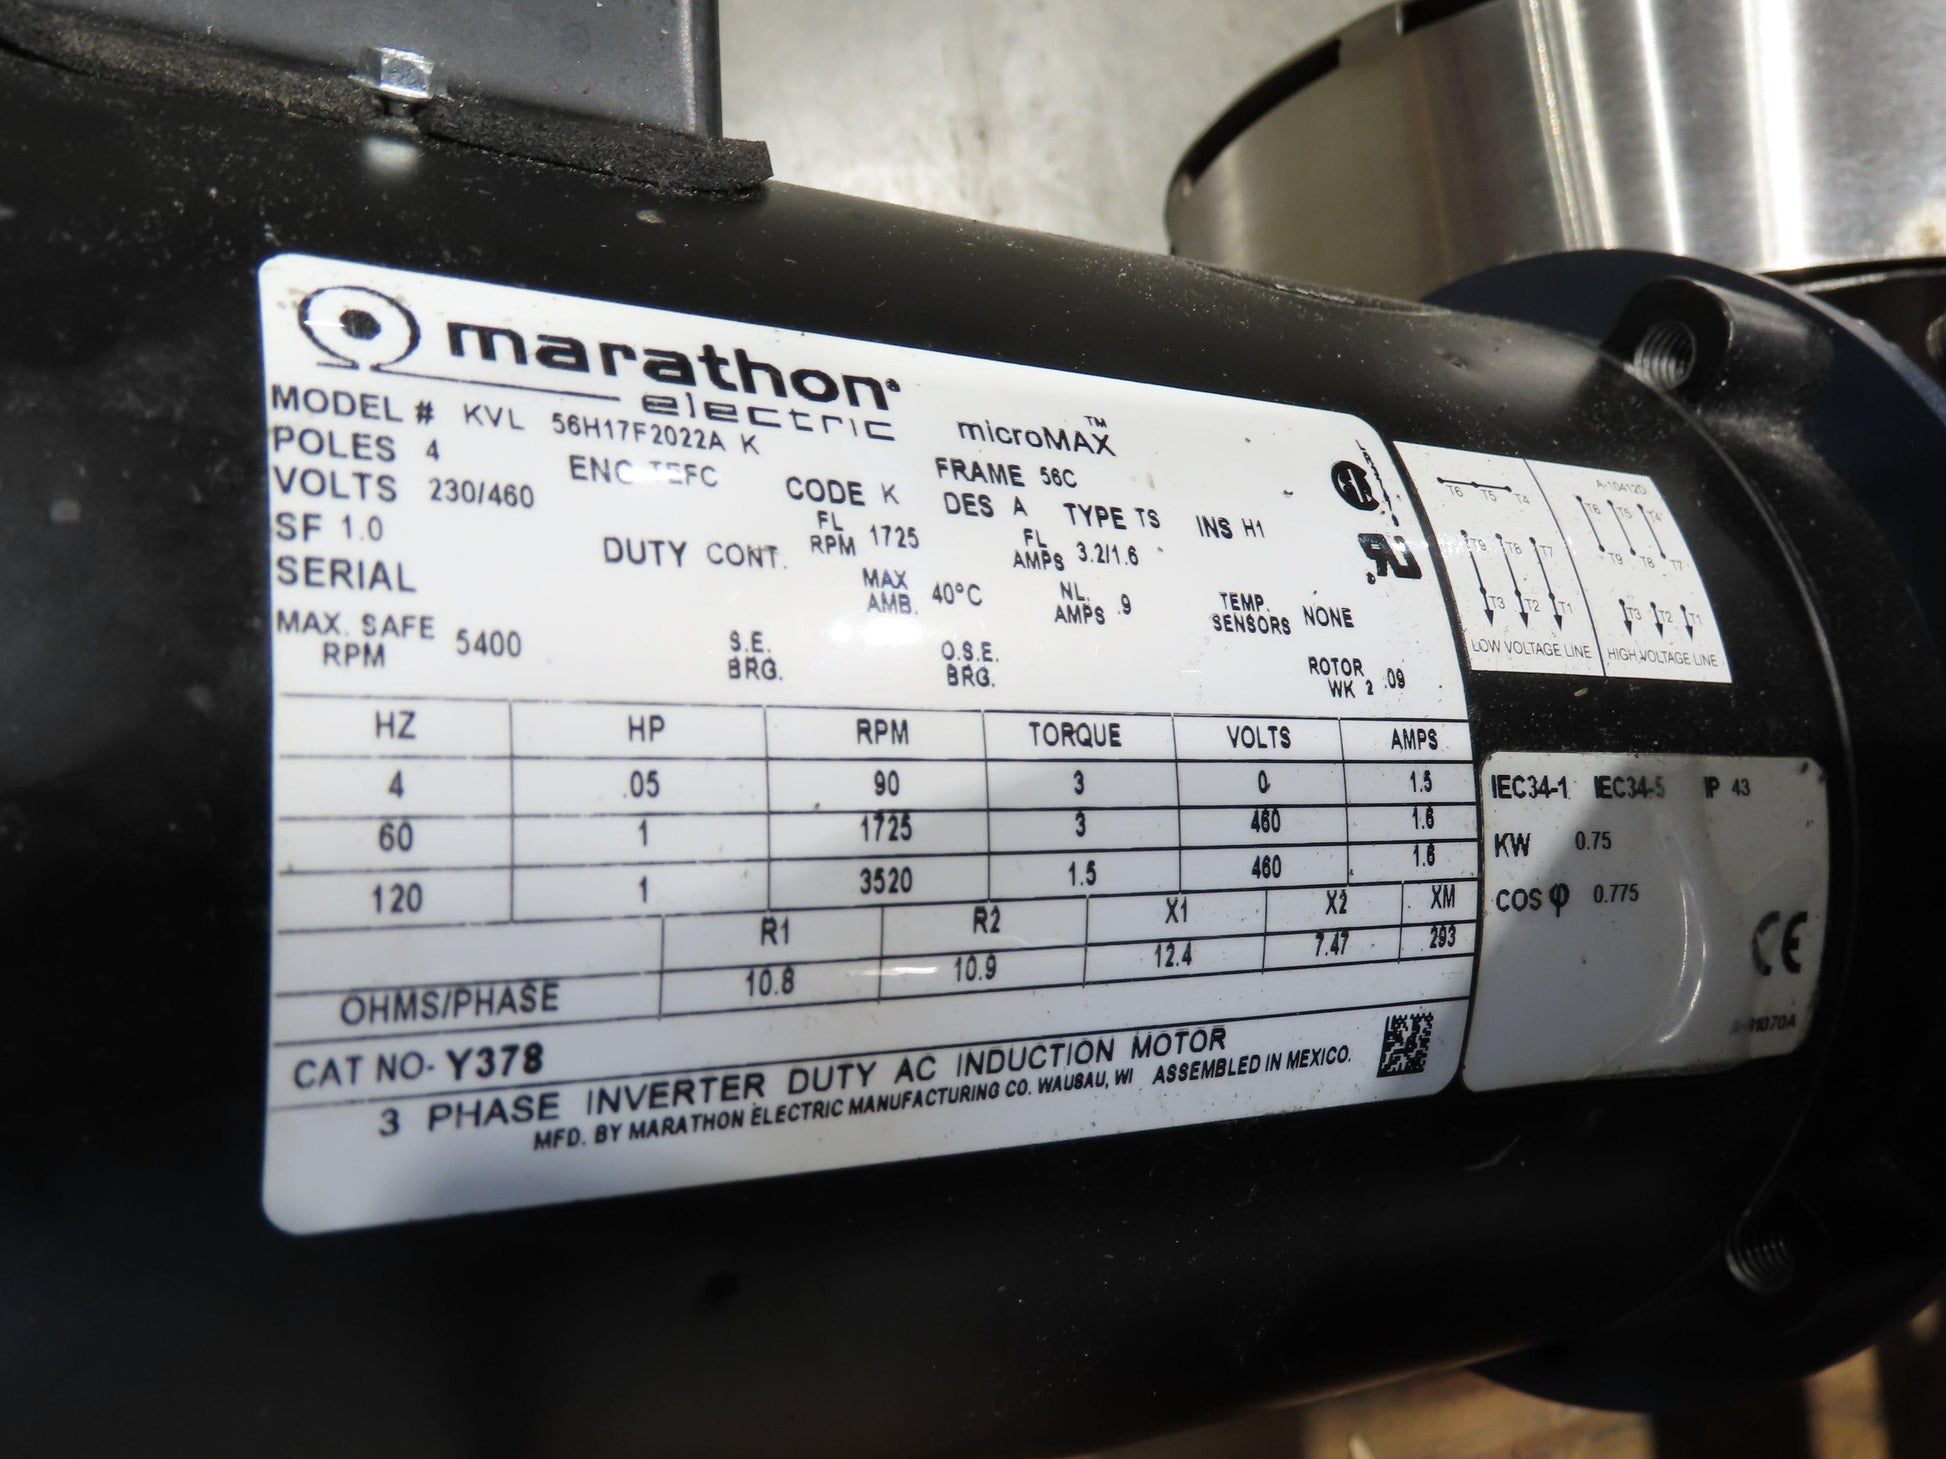 marathon
electric
microMAX™
MODEL # KVL 56H17F2022A K
POLES 4 ENC TEFC CODE K FRAME 56C
VOLTS 230/460 DES A TYPE TS INS H1
SF 1.0 DUTY CONT. FL RPM 1725 FL AMPS 3.2/1.6
SERIAL MAX AMB. 40°C NL. AMPS .9 TEMP. SENSORS NONE
MAX. SAFE RPM 5400 S.E. BRG. O.S.E. BRG. ROTOR WK 2 .09
HZ HP RPM TORQUE VOLTS AMPS
4 .05 90 3 0 1.5
60 1 1725 3 460 1.6
120 1 3520 1.5 460 1.6
R1 R2 X1 X2 XM
OHMS/PHASE 10.8 10.9 12.4 7.47 293
CAT NO- Y378
3 PHASE INVERTER DUTY AC INDUCTION MOTOR
MFD. BY MARATHON ELECTRIC MANUFACTURING CO. WAUSAU, WI ASSEMBLED IN MEXICO.
A-10412D
T6 T5 T4
T9 T8 T7
T3 T2 T1
LOW VOLTAGE LINE
T6 T5 T4
T9 T8 T7
T3 T2 T1
HIGH VOLTAGE LINE
IEC34-1 IEC34-5 IP 43
KW 0.75
COS φ 0.775
CE